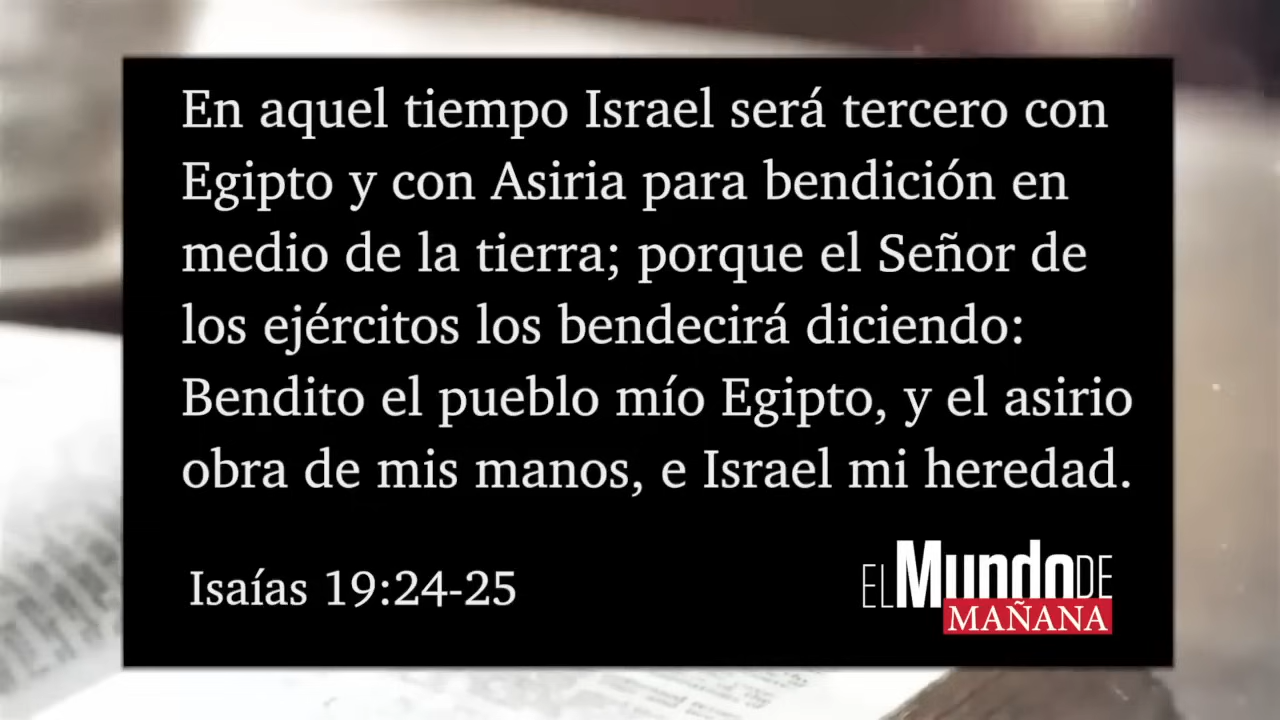 En aquel tiempo Israel será tercero con
Egipto y con Asiria para bendición en
medio de la tierra; porque el Señor de
los ejércitos los bendecirá diciendo:
Bendito el pueblo mío Egipto, y el asirio
obra de mis manos, e Israel mi heredad.
Isaías 19:24-25
EL Mundo DE
MAÑANA